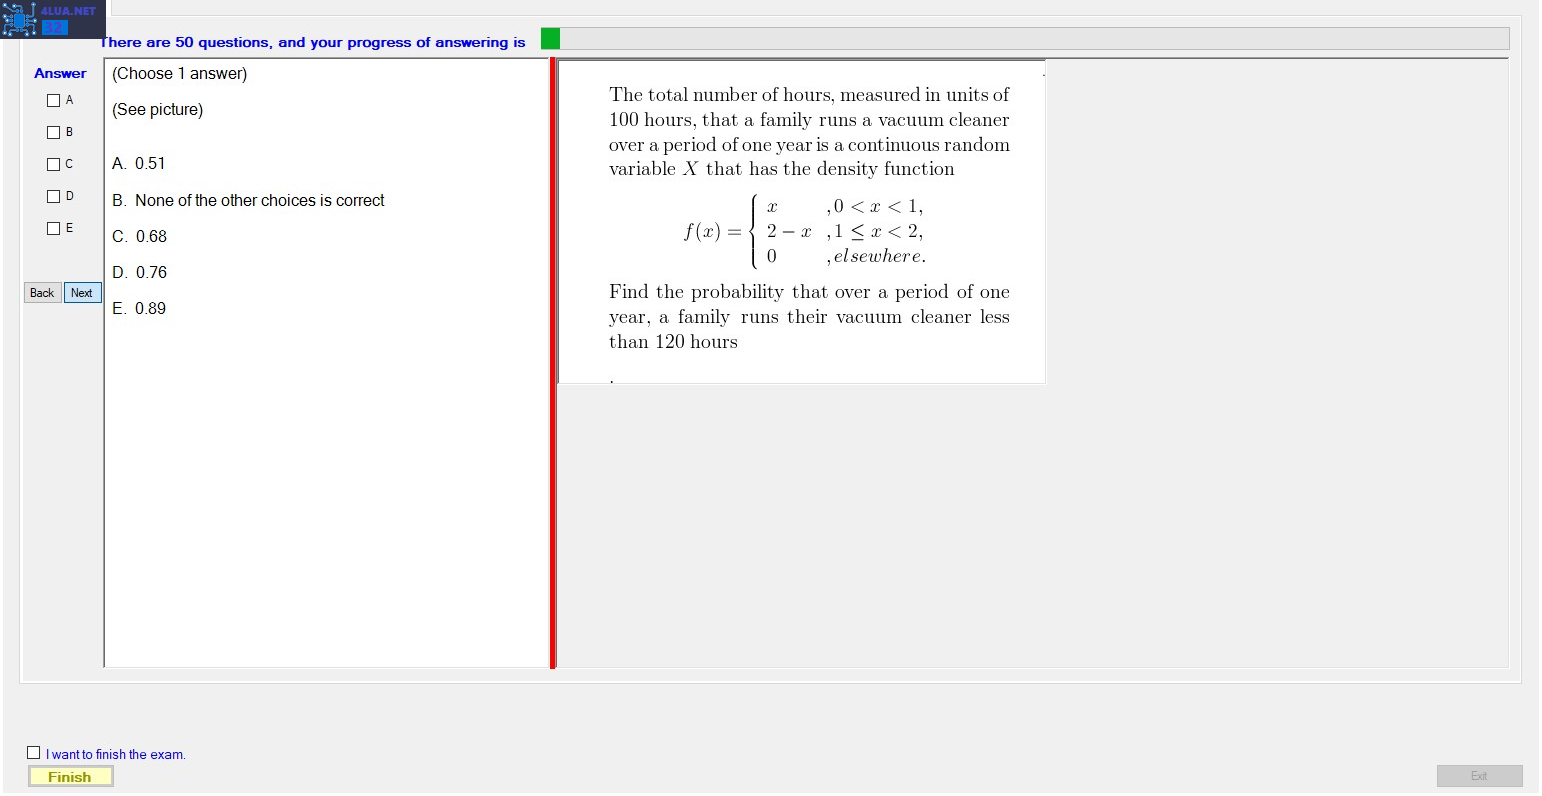 4LUA.NET
32
There are 50 questions, and your progress of answering is
Answer
A
B
C
D
E
Back Next
(Choose 1 answer)
(See picture)
A. 0.51
B. None of the other choices is correct
C. 0.68
D. 0.76
E. 0.89
The total number of hours, measured in units of
100 hours, that a family runs a vacuum cleaner
over a period of one year is a continuous random
variable X that has the density function
f(x) = { x , 0 < x < 1,
2 − x , 1 ≤ x < 2,
0 , elsewhere.
Find the probability that over a period of one
year, a family runs their vacuum cleaner less
than 120 hours
.
I want to finish the exam.
Finish
Exit